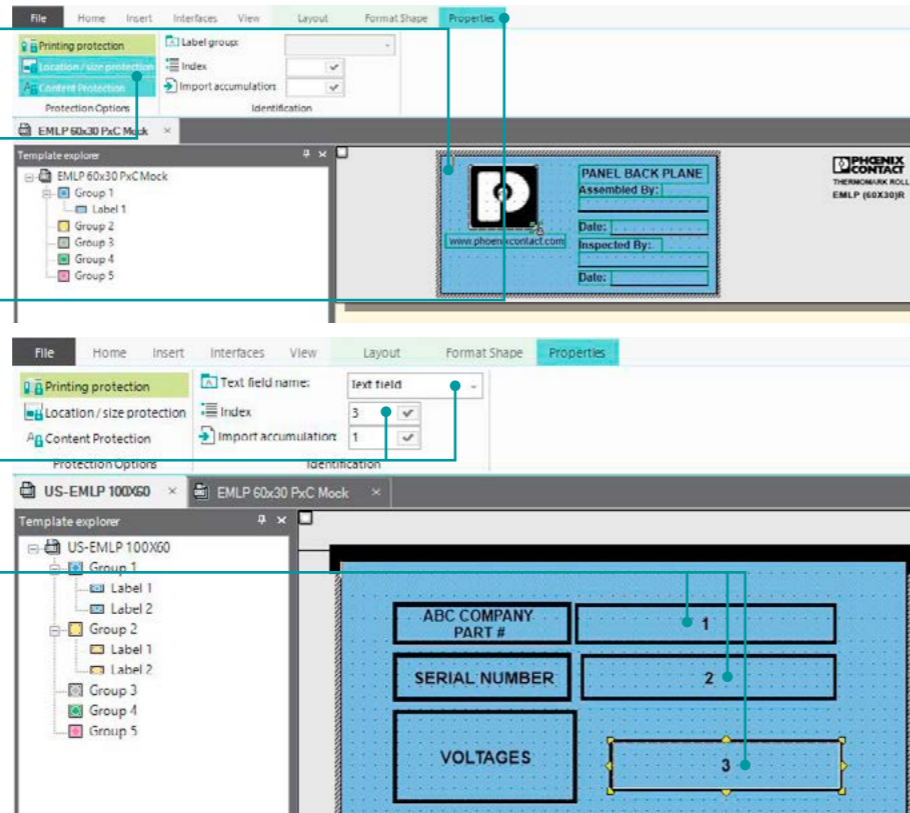 File Home Insert Interfaces View Layout Format Shape Properties
Printing protection Label group:
Location / size protection Index
Content Protection Import accumulation:
Protection Options Identification
EMLP 60x30 PxC Mock ×
Template explorer
EMLP 60x30 PxC Mock
Group 1
Label 1
Group 2
Group 3
Group 4
Group 5
www.phoenixcontact.com
PANEL BACK PLANE
Assembled By:
Date:
Inspected By:
Date:
PHŒNIX
CONTACT
THERMOMARK ROLL
EMLP (60X30)R
File Home Insert Interfaces View Layout Format Shape Properties
Printing protection Text field name: Text field
Location / size protection Index 3
Content Protection Import accumulation: 1
Protection Options Identification
US-EMLP 100X60 × EMLP 60x30 PxC Mock ×
Template explorer
US-EMLP 100X60
Group 1
Label 1
Label 2
Group 2
Label 1
Label 2
Group 3
Group 4
Group 5
ABC COMPANY
PART #
1
SERIAL NUMBER 2
VOLTAGES 3